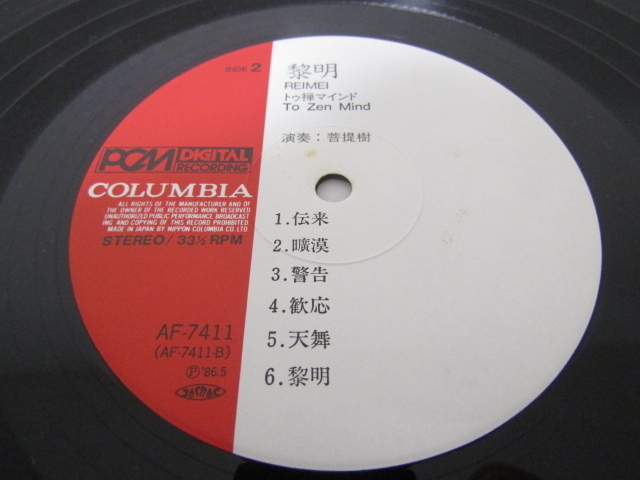 SIDE 2
黎明
REIMEI
トゥ禅マインド
To Zen Mind
演奏：菩提樹
PCM DIGITAL
RECORDING
COLUMBIA
ALL RIGHTS OF THE MANUFACTURER AND OF
THE OWNER OF THE RECORDED WORK RESERVED
UNAUTHORIZED PUBLIC PERFORMANCE BROADCAST
ING AND COPYING OF THIS RECORD PROHIBITED
MADE IN JAPAN BY NIPPON COLUMBIA CO. LTD
STEREO/33⅓RPM
1.伝来
2.曠漠
3.警告
4.歓応
5.天舞
6.黎明
AF-7411
(AF-7411-B)
Ⓟ'86.5